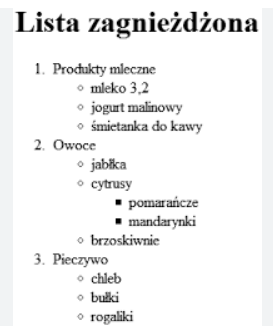 Lista zagnieżdżona
1. Produkty mleczne
mleko 3,2
jogurt malinowy
śmietanka do kawy
2. Owoce
jabłka
cytrusy
pomarańcze
mandarynki
brzoskiwnie
3. Pieczywo
chleb
bułki
rogaliki